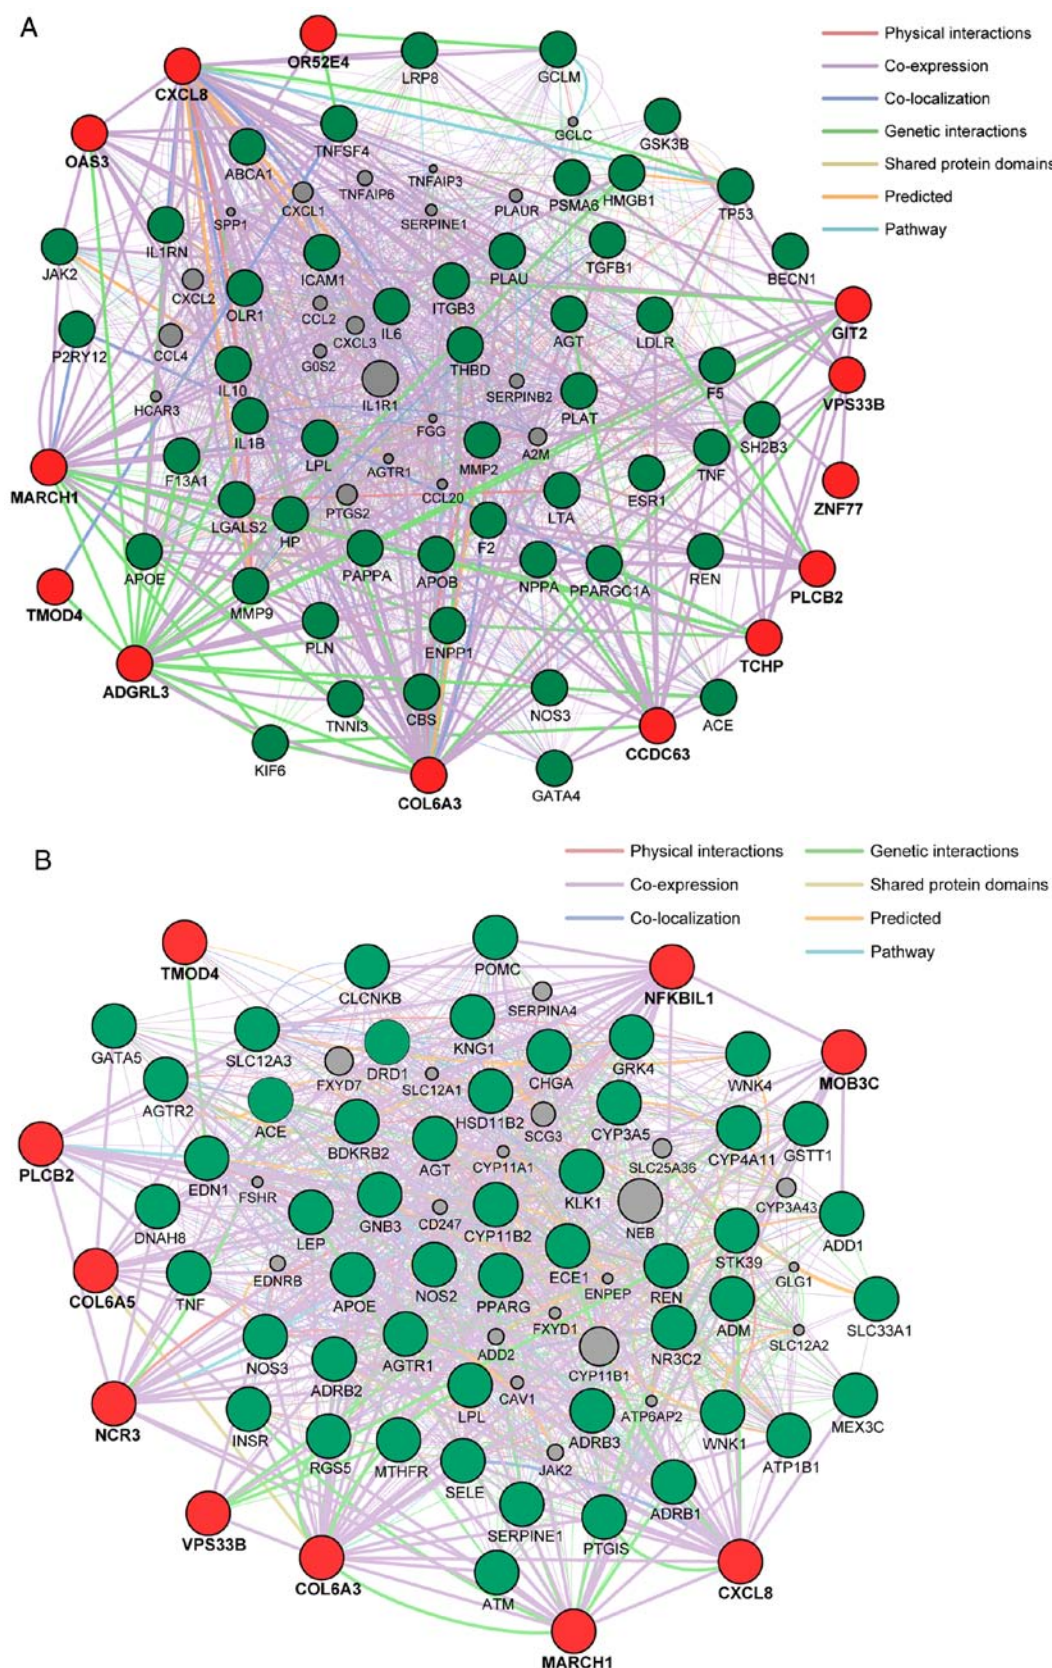 A
OR52E4
LRP8
GCLM
Physical interactions
Co-expression
Co-localization
Genetic interactions
Shared protein domains
Predicted
Pathway
CXCL8
OAS3
TNFSF4
GCLC
GSK3B
ABCA1
TNFAIP6
TNFAIP3
CXCL1
SPP1
SERPINE1
PLAUR
PSMA6
HMGB1
TP53
JAK2
IL1RN
ICAM1
PLAU
TGFB1
BECN1
CXCL2
OLR1
CCL2
IL6
ITGB3
GIT2
P2RY12
CCL4
CXCL3
AGT
LDLR
G0S2
THBD
IL10
IL1R1
SERPINB2
PLAT
F5
VPS33B
HCAR3
IL1B
FGG
SH2B3
F13A1
LPL
AGTR1
MMP2
A2M
TNF
MARCH1
CCL20
ESR1
ZNF77
LGALS2
HP
PTGS2
LTA
F2
APOE
PAPPA
APOB
NPPA
PPARGC1A
REN
PLCB2
TMOD4
MMP9
PLN
ENPP1
TCHP
ADGRL3
TNNI3
CBS
NOS3
ACE
KIF6
CCDC63
COL6A3
GATA4
B
Physical interactions
Genetic interactions
Co-expression
Shared protein domains
Co-localization
Predicted
Pathway
TMOD4
CLCNKB
POMC
SERPINA4
NFKBIL1
GATA5
SLC12A3
FXYD7
DRD1
KNG1
SLC12A1
CHGA
GRK4
WNK4
MOB3C
AGTR2
ACE
BDKRB2
HSD11B2
SCG3
CYP3A5
CYP4A11
GSTT1
PLCB2
EDN1
AGT
CYP11A1
SLC25A36
KLK1
CYP3A43
FSHR
GNB3
CD247
NEB
DNAH8
LEP
CYP11B2
STK39
ADD1
COL6A5
TNF
EDNRB
APOE
NOS2
PPARG
ECE1
ENPEP
REN
GLG1
ADM
SLC33A1
NOS3
ADRB2
AGTR1
ADD2
FXYD1
CYP11B1
NR3C2
SLC12A2
NCR3
INSR
LPL
CAV1
ADRB3
ATP6AP2
WNK1
MEX3C
RGS5
MTHFR
JAK2
ATP1B1
VPS33B
SELE
SERPINE1
PTGIS
ADRB1
COL6A3
ATM
CXCL8
MARCH1